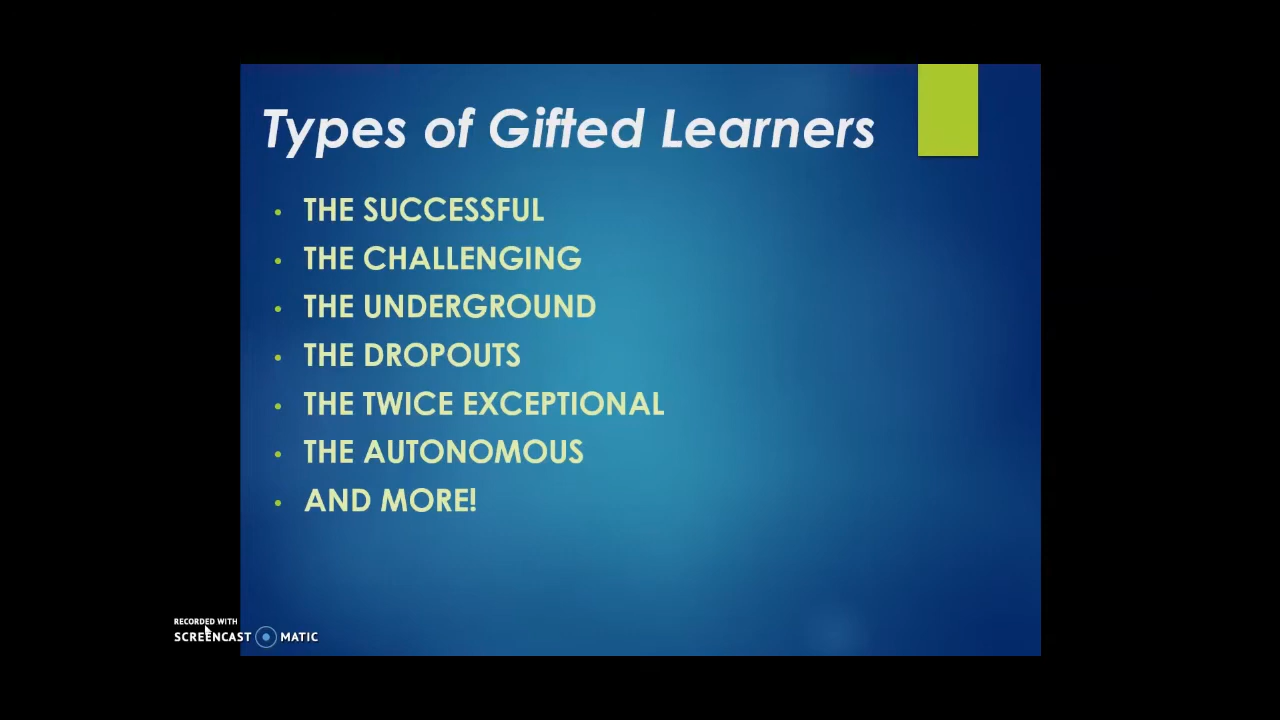 Types of Gifted Learners
• THE SUCCESSFUL
• THE CHALLENGING
• THE UNDERGROUND
• THE DROPOUTS
• THE TWICE EXCEPTIONAL
• THE AUTONOMOUS
• AND MORE!
RECORDED WITH
SCREENCAST MATIC